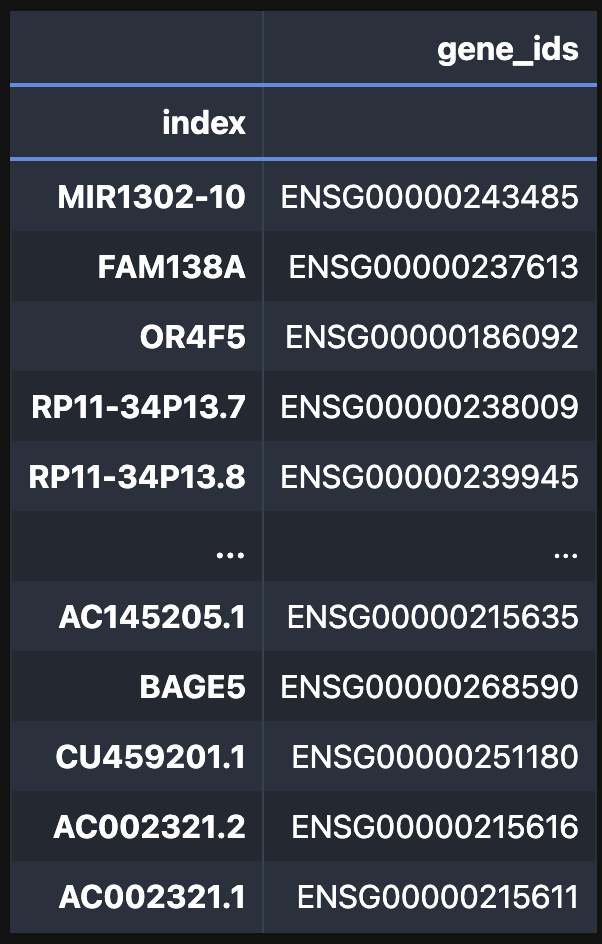 gene_ids
index
MIR1302-10 ENSG00000243485
FAM138A ENSG00000237613
OR4F5 ENSG00000186092
RP11-34P13.7 ENSG00000238009
RP11-34P13.8 ENSG00000239945
... ...
AC145205.1 ENSG00000215635
BAGE5 ENSG00000268590
CU459201.1 ENSG00000251180
AC002321.2 ENSG00000215616
AC002321.1 ENSG00000215611